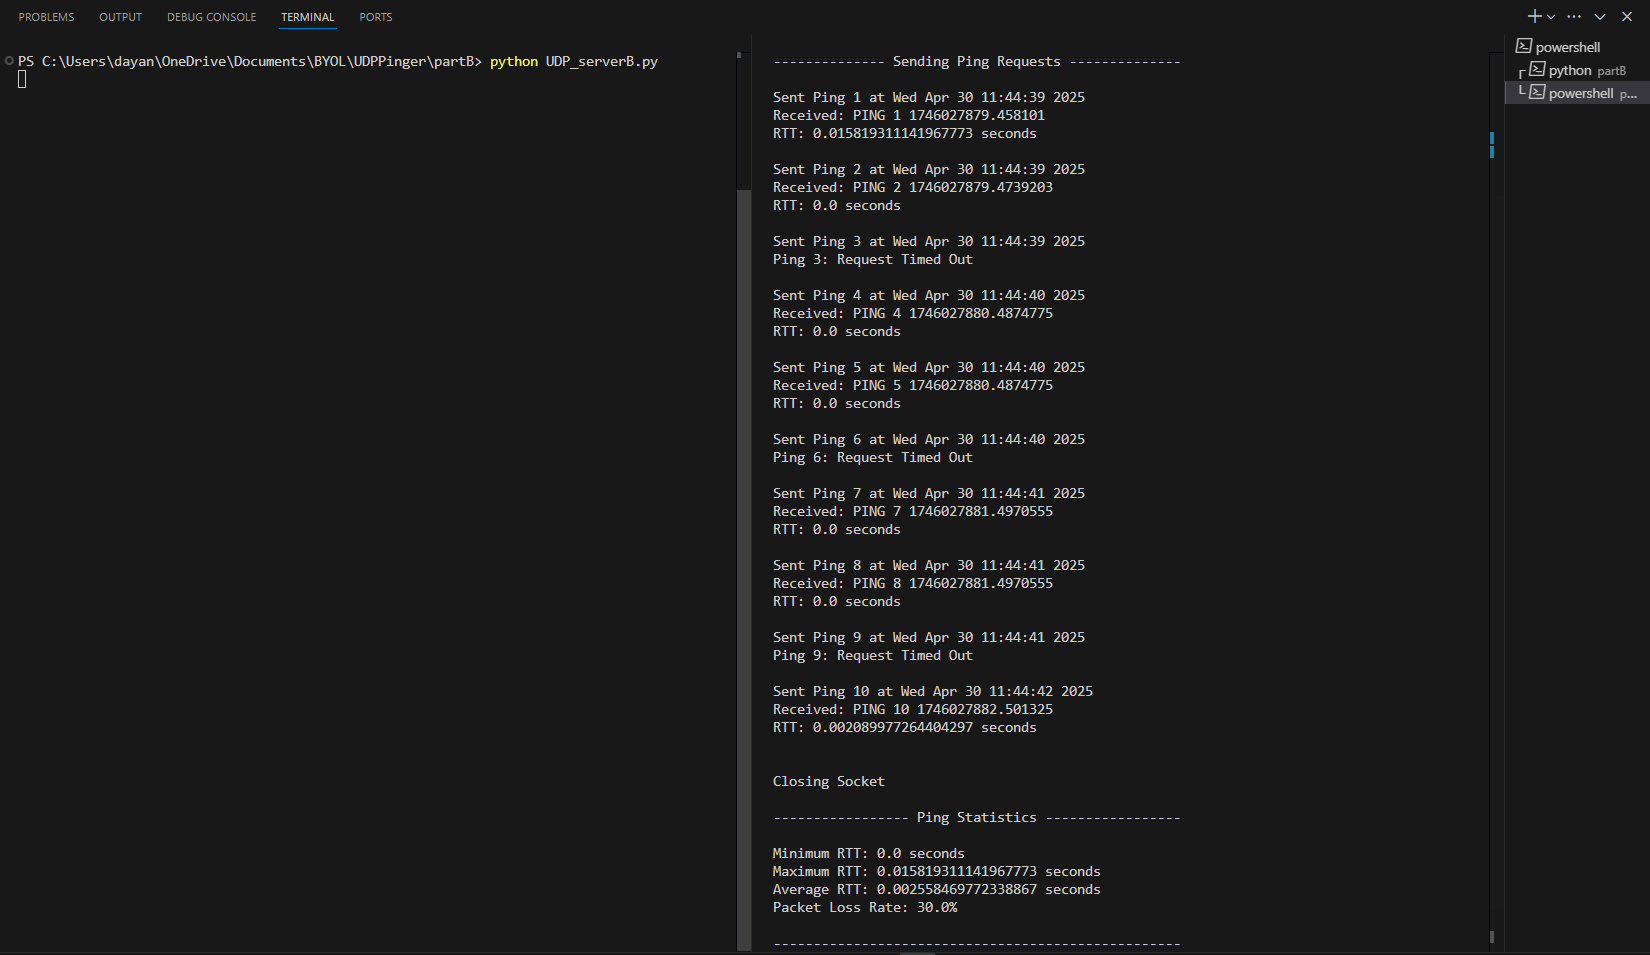 PROBLEMS OUTPUT DEBUG CONSOLE TERMINAL PORTS
PS C:\Users\dayan\OneDrive\Documents\BYOL\UDPPinger\partB> python UDP_serverB.py
-------------- Sending Ping Requests --------------
Sent Ping 1 at Wed Apr 30 11:44:39 2025
Received: PING 1 1746027879.458101
RTT: 0.015819311141967773 seconds
Sent Ping 2 at Wed Apr 30 11:44:39 2025
Received: PING 2 1746027879.4739203
RTT: 0.0 seconds
Sent Ping 3 at Wed Apr 30 11:44:39 2025
Ping 3: Request Timed Out
Sent Ping 4 at Wed Apr 30 11:44:40 2025
Received: PING 4 1746027880.4874775
RTT: 0.0 seconds
Sent Ping 5 at Wed Apr 30 11:44:40 2025
Received: PING 5 1746027880.4874775
RTT: 0.0 seconds
Sent Ping 6 at Wed Apr 30 11:44:40 2025
Ping 6: Request Timed Out
Sent Ping 7 at Wed Apr 30 11:44:41 2025
Received: PING 7 1746027881.4970555
RTT: 0.0 seconds
Sent Ping 8 at Wed Apr 30 11:44:41 2025
Received: PING 8 1746027881.4970555
RTT: 0.0 seconds
Sent Ping 9 at Wed Apr 30 11:44:41 2025
Ping 9: Request Timed Out
Sent Ping 10 at Wed Apr 30 11:44:42 2025
Received: PING 10 1746027882.501325
RTT: 0.002089977264404297 seconds
Closing Socket
----------------- Ping Statistics -----------------
Minimum RTT: 0.0 seconds
Maximum RTT: 0.015819311141967773 seconds
Average RTT: 0.002558469772338867 seconds
Packet Loss Rate: 30.0%
---------------------------------------------------
powershell
python partB
powershell p...